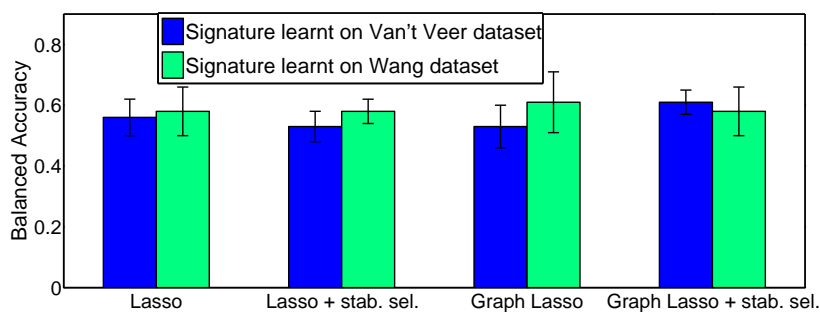 Signature learnt on Van't Veer dataset
Signature learnt on Wang dataset
Balanced Accuracy
0.8
0.6
0.4
0.2
0
Lasso
Lasso + stab. sel.
Graph Lasso
Graph Lasso + stab. sel.